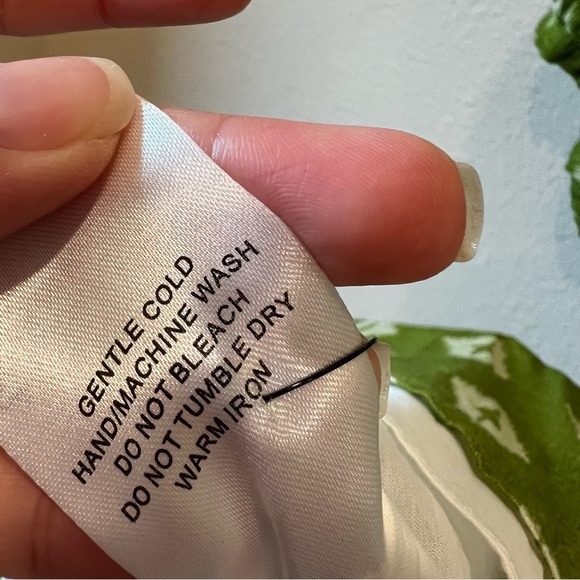 GENTLE COLD
HAND/MACHINE WASH
DO NOT BLEACH
DO NOT TUMBLE DRY
WARM IRON